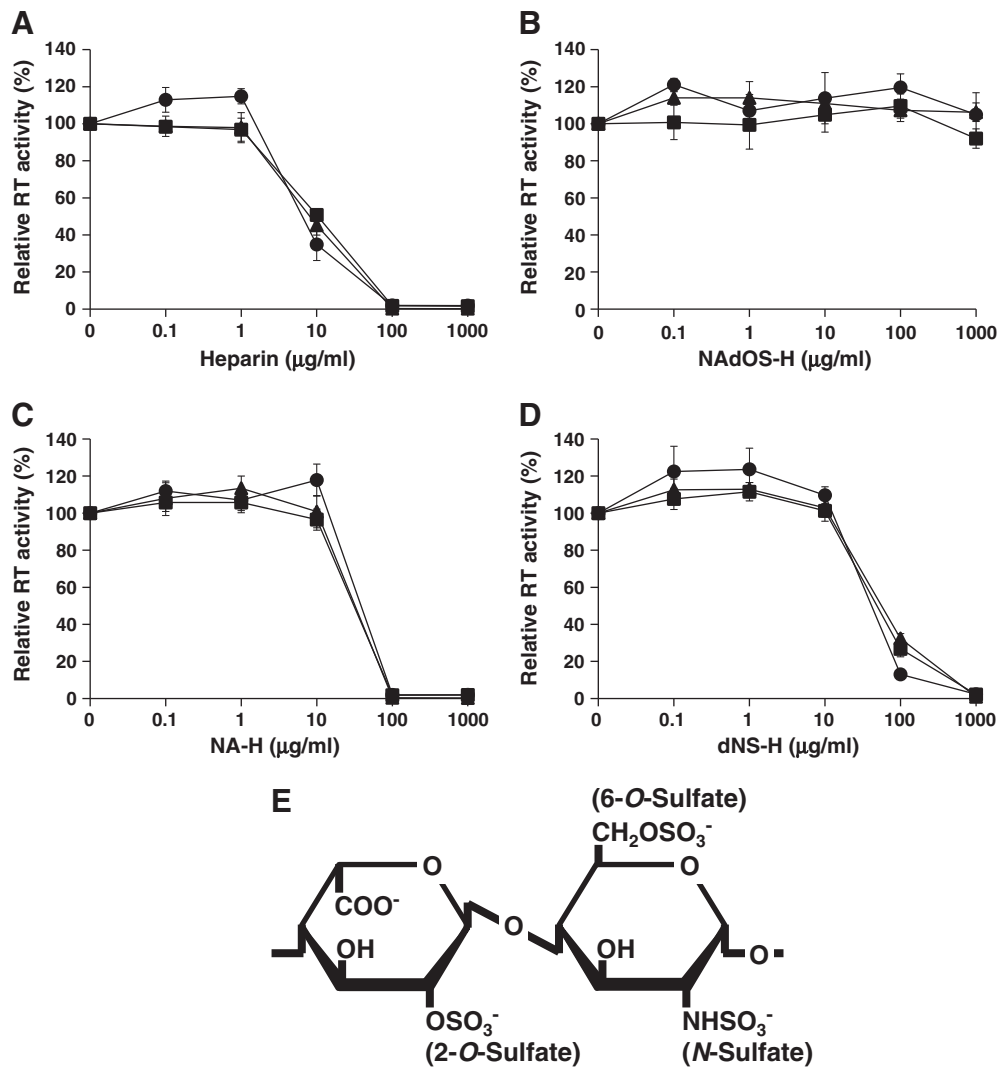 A
Relative RT activity (%)
140
120
100
80
60
40
20
0
0 0.1 1 10 100 1000
Heparin (μg/ml)
B
Relative RT activity (%)
140
120
100
80
60
40
20
0
0 0.1 1 10 100 1000
NAdOS-H (μg/ml)
C
Relative RT activity (%)
140
120
100
80
60
40
20
0
0 0.1 1 10 100 1000
NA-H (μg/ml)
D
Relative RT activity (%)
140
120
100
80
60
40
20
0
0 0.1 1 10 100 1000
dNS-H (μg/ml)
E
(6-O-Sulfate)
CH₂OSO₃⁻
O
O
COO⁻
O
OH
OH
O
OSO₃⁻
(2-O-Sulfate)
NHSO₃⁻
(N-Sulfate)